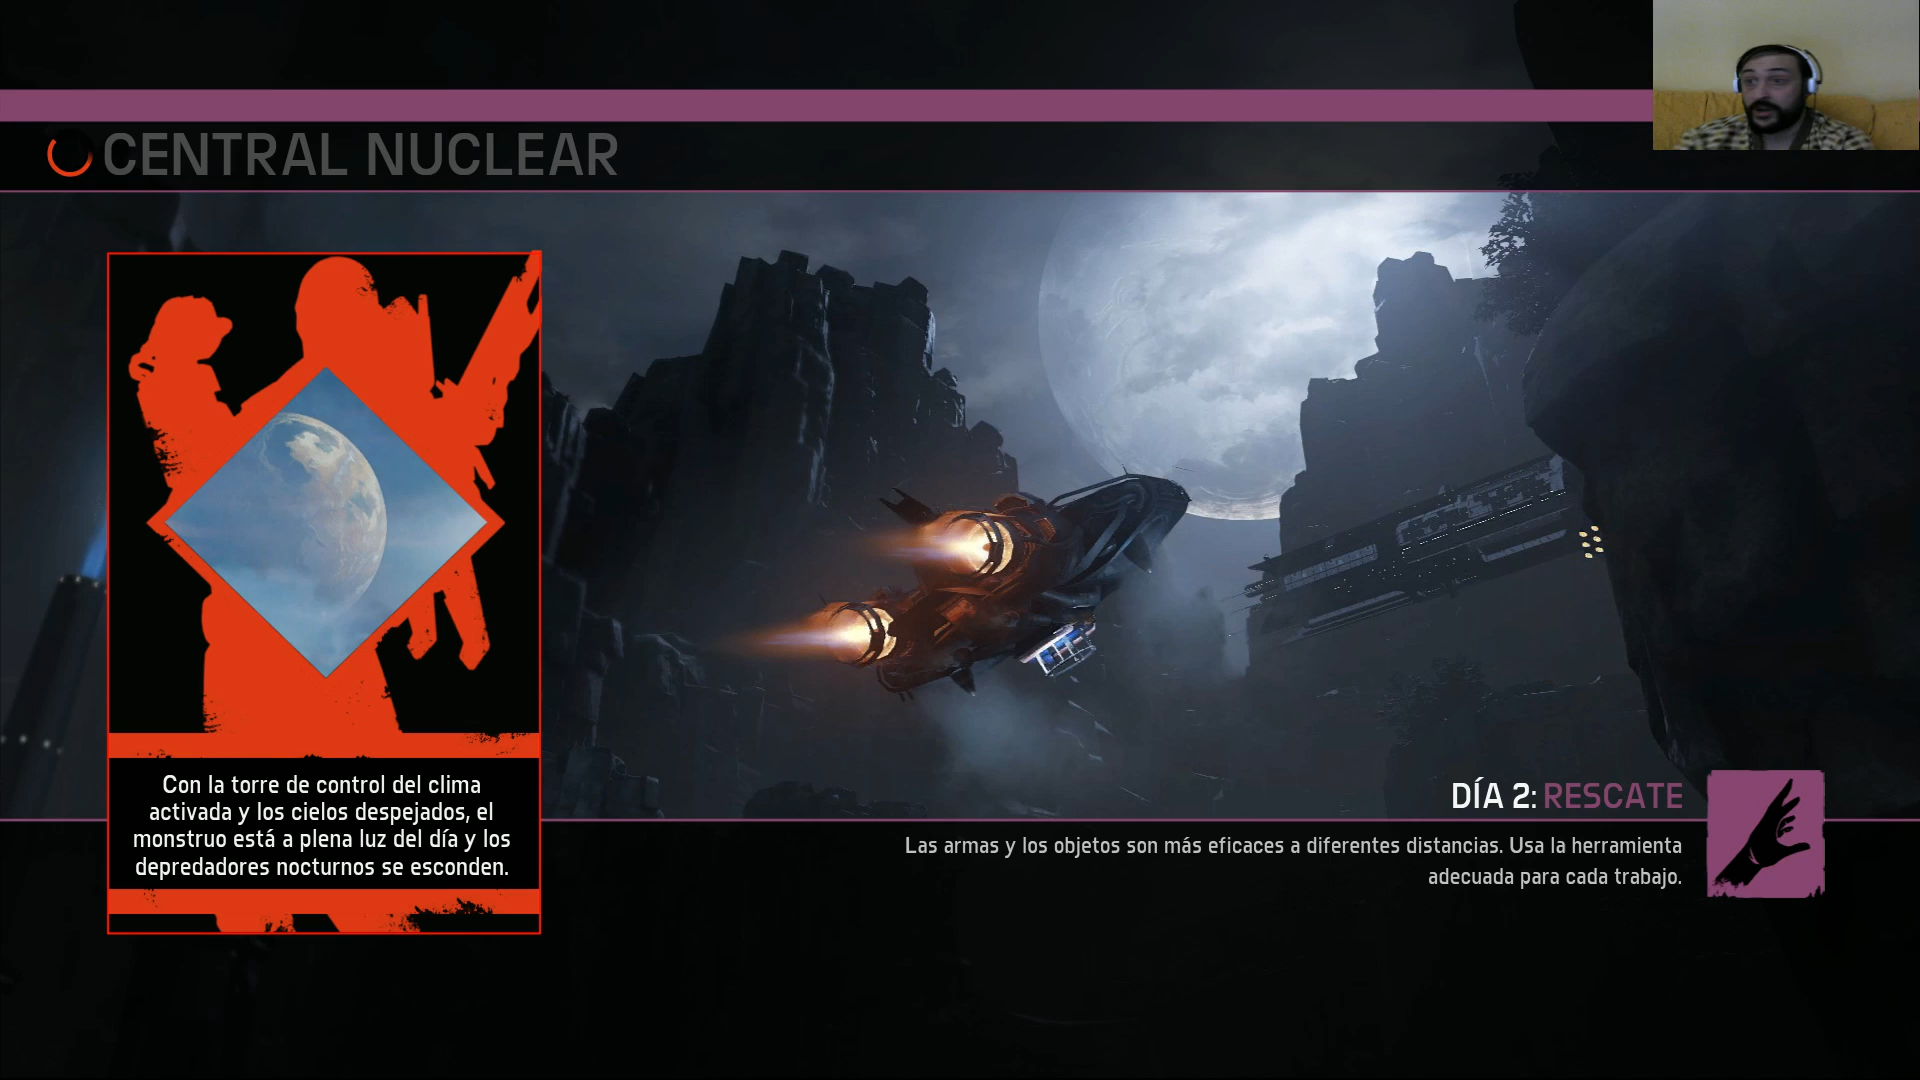 CENTRAL NUCLEAR
Con la torre de control del clima
activada y los cielos despejados, el
monstruo está a plena luz del día y los
depredadores nocturnos se esconden.
DÍA 2: RESCATE
Las armas y los objetos son más eficaces a diferentes distancias. Usa la herramienta
adecuada para cada trabajo.